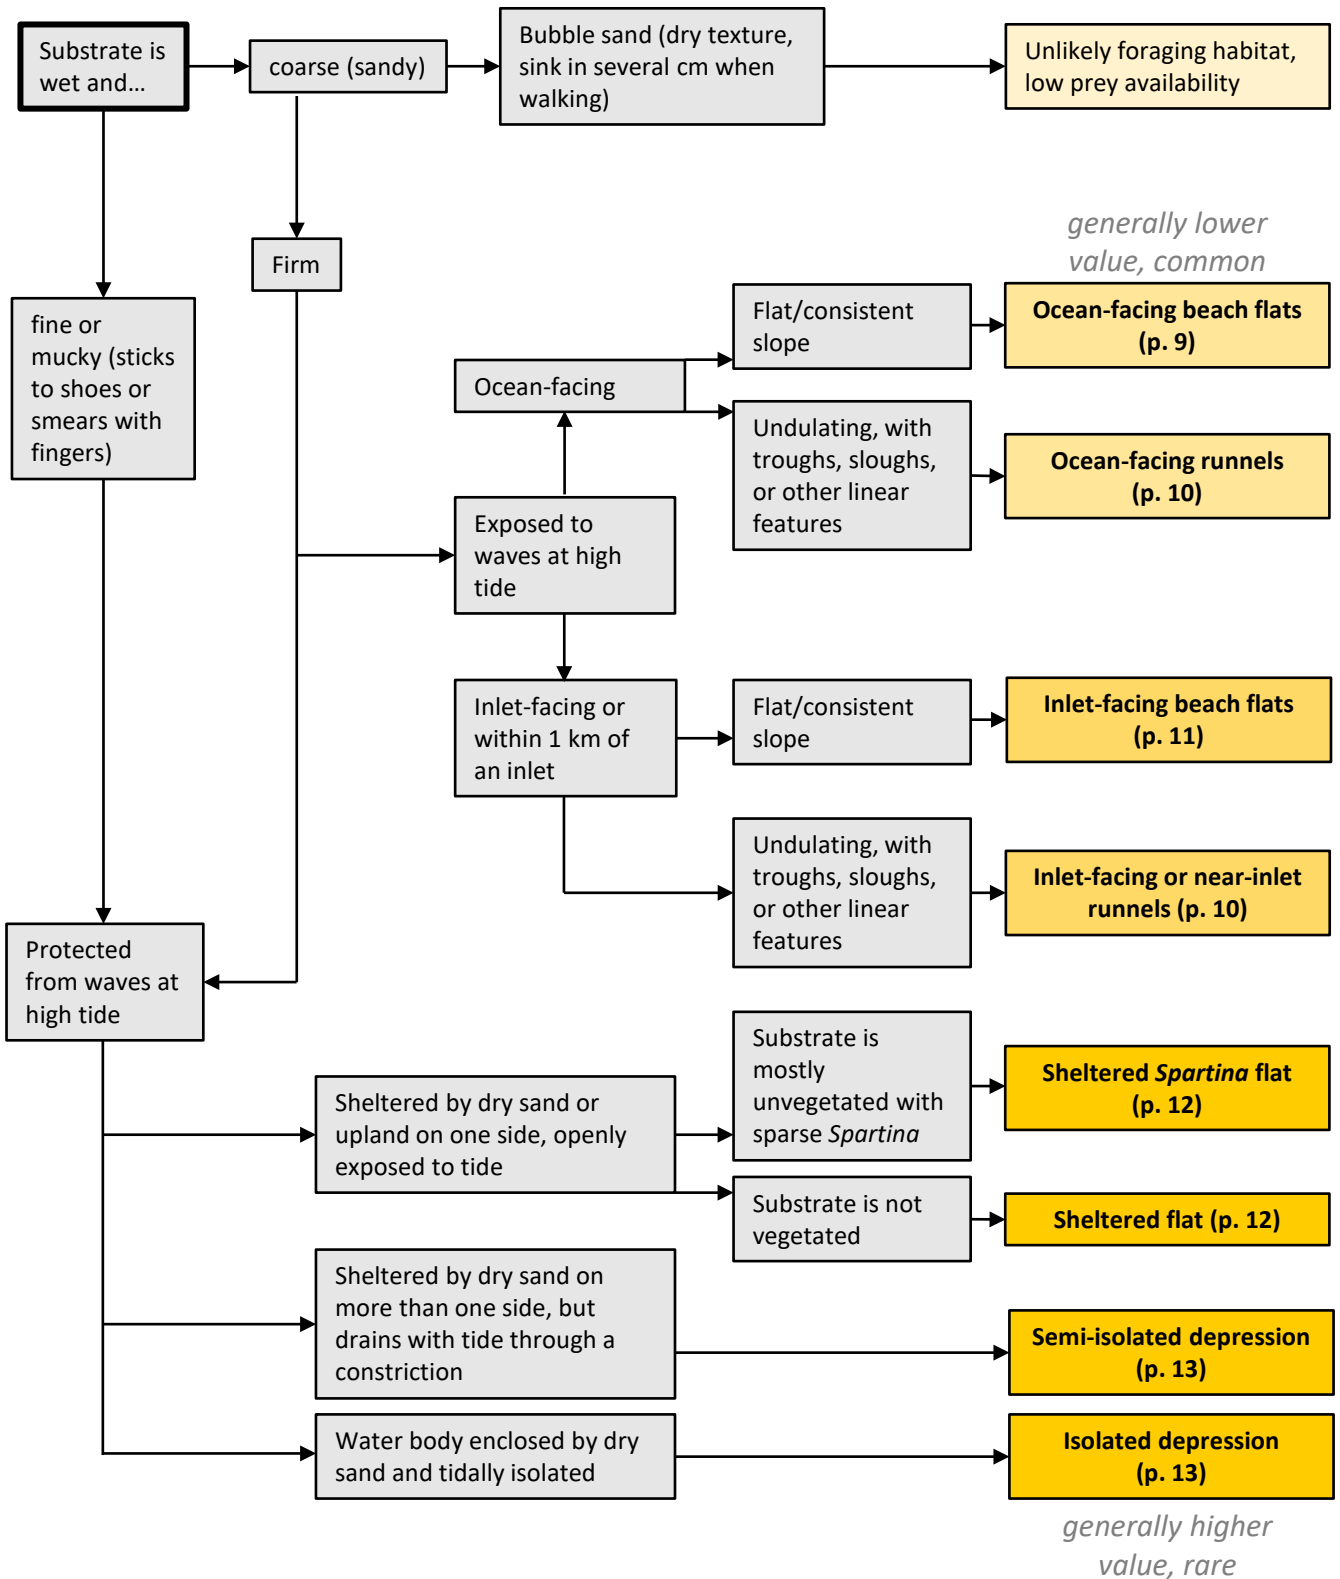 Substrate is
wet and...
coarse (sandy)
Bubble sand (dry texture,
sink in several cm when
walking)
Unlikely foraging habitat,
low prey availability
generally lower
value, common
Firm
fine or
mucky (sticks
to shoes or
smears with
fingers)
Ocean-facing
Flat/consistent
slope
Ocean-facing beach flats
(p. 9)
Undulating, with
troughs, sloughs,
or other linear
features
Ocean-facing runnels
(p. 10)
Exposed to
waves at high
tide
Inlet-facing or
within 1 km of
an inlet
Flat/consistent
slope
Inlet-facing beach flats
(p. 11)
Undulating, with
troughs, sloughs,
or other linear
features
Inlet-facing or near-inlet
runnels (p. 10)
Protected
from waves at
high tide
Sheltered by dry sand or
upland on one side, openly
exposed to tide
Substrate is
mostly
unvegetated with
sparse Spartina
Sheltered Spartina flat
(p. 12)
Substrate is not
vegetated
Sheltered flat (p. 12)
Sheltered by dry sand on
more than one side, but
drains with tide through a
constriction
Semi-isolated depression
(p. 13)
Water body enclosed by dry
sand and tidally isolated
Isolated depression
(p. 13)
generally higher
value, rare